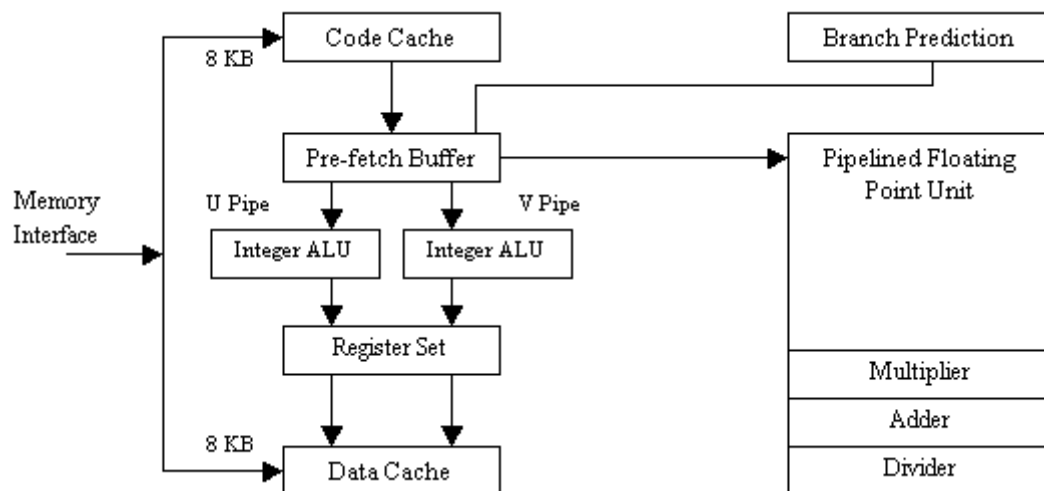 Code Cache
Branch Prediction
8 KB
Pre-fetch Buffer
Pipelined Floating
Point Unit
Memory
Interface
U Pipe
V Pipe
Integer ALU
Integer ALU
Register Set
Multiplier
Adder
8 KB
Data Cache
Divider